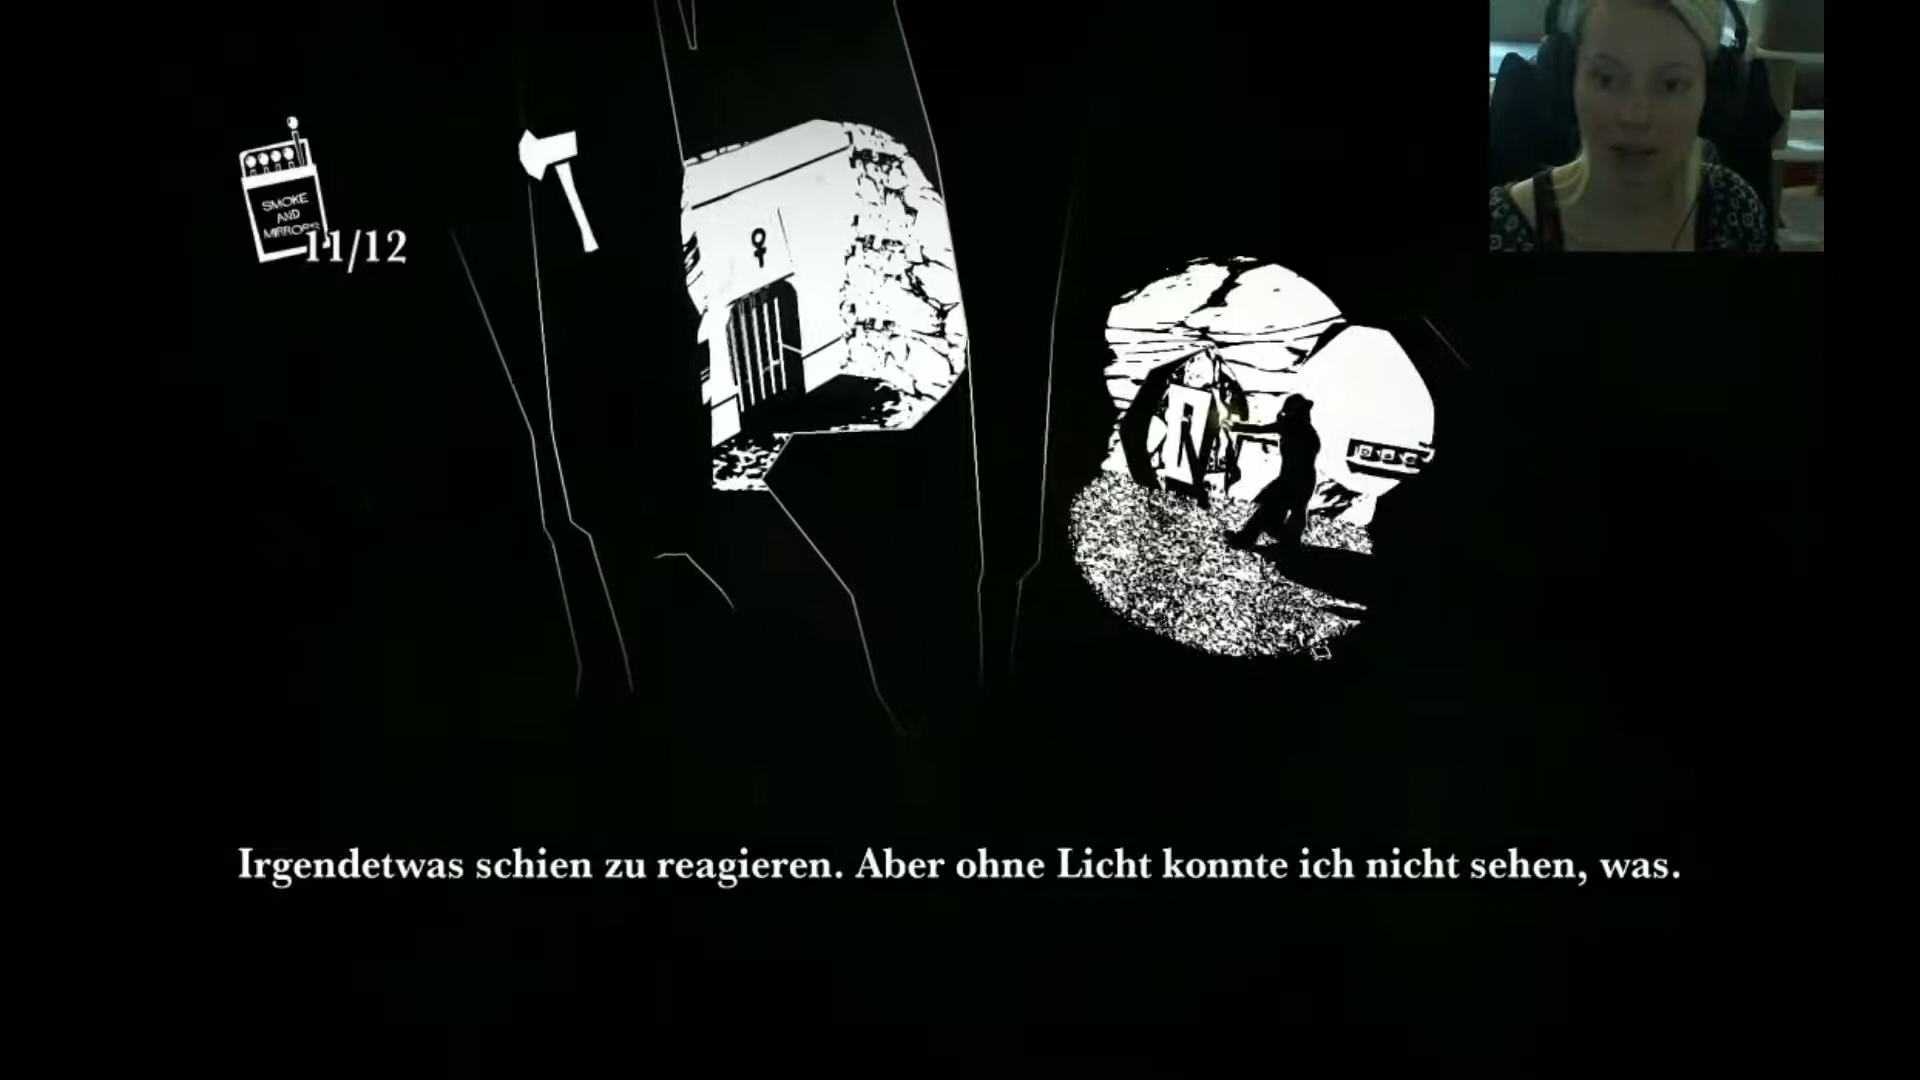 SMOKE
AND
MIRRORS
11/12
Irgendetwas schien zu reagieren. Aber ohne Licht konnte ich nicht sehen, was.